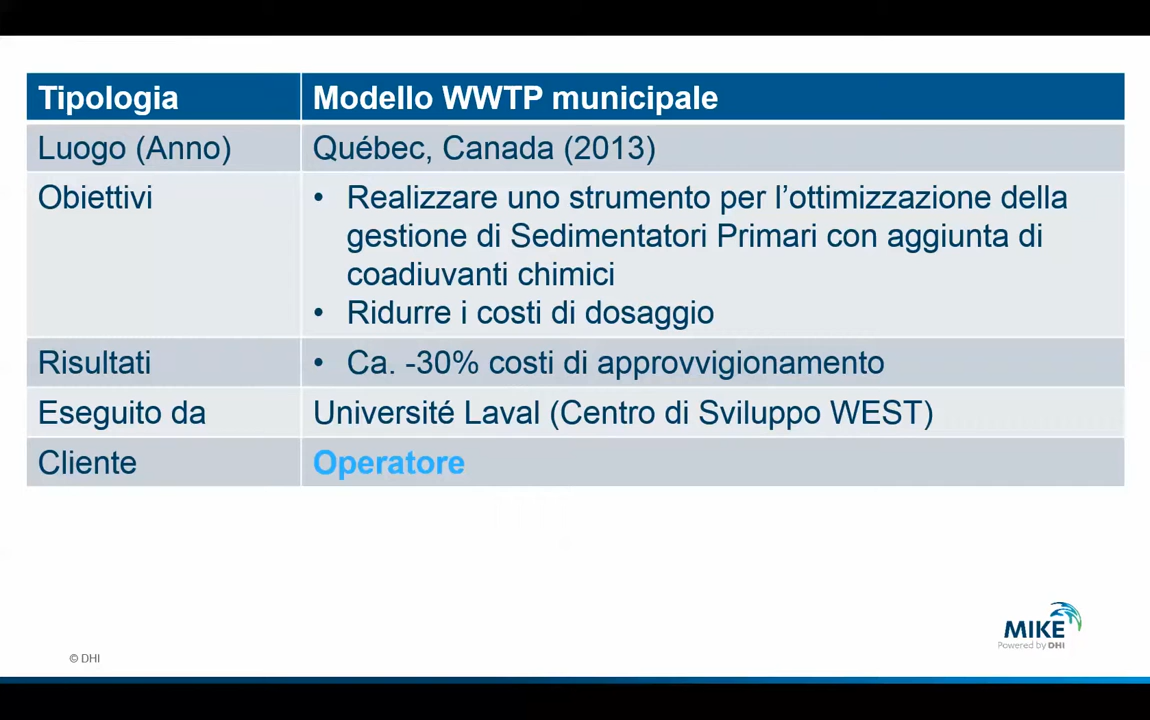 Tipologia
Modello WWTP municipale
Luogo (Anno)
Québec, Canada (2013)
Obiettivi
• Realizzare uno strumento per l’ottimizzazione della
gestione di Sedimentatori Primari con aggiunta di
coadiuvanti chimici
• Ridurre i costi di dosaggio
Risultati
• Ca. -30% costi di approvvigionamento
Eseguito da
Université Laval (Centro di Sviluppo WEST)
Cliente
Operatore
MIKE
Powered by DHI
© DHI